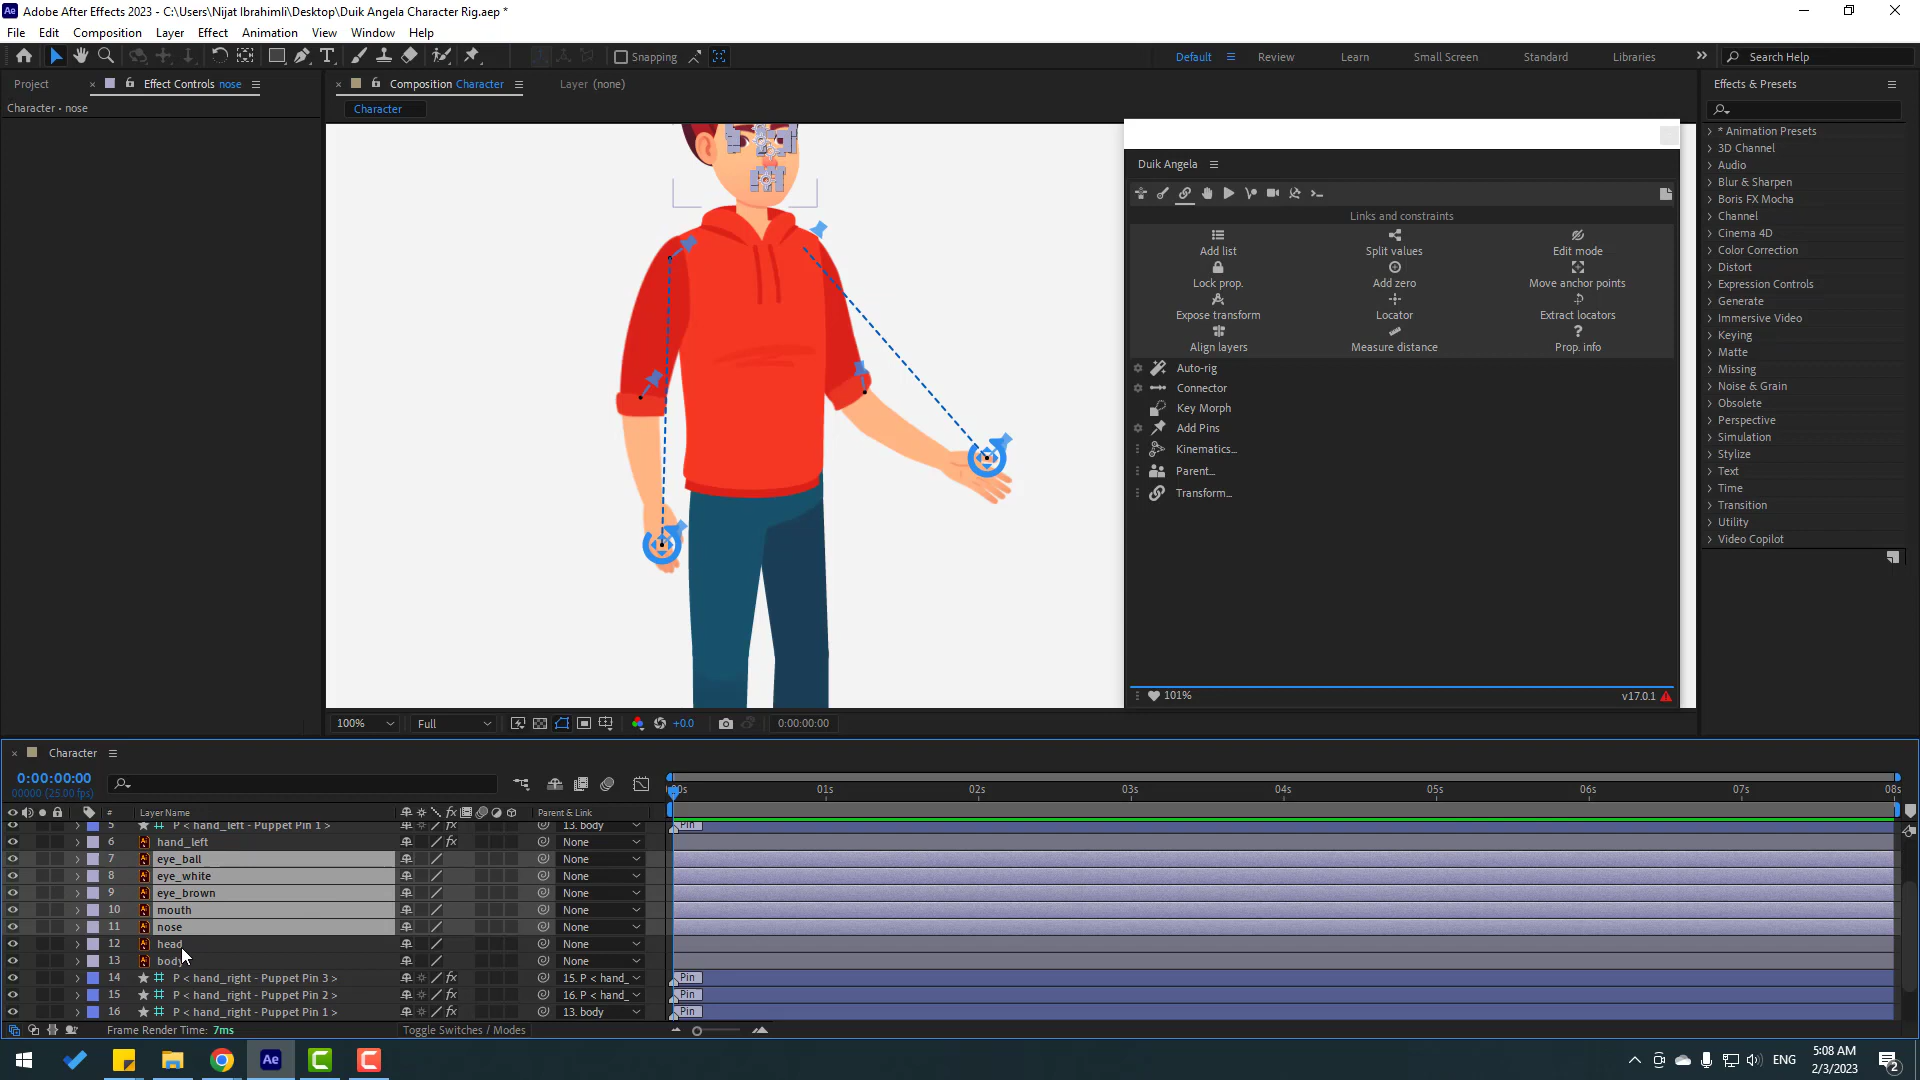 Adobe After Effects 2023 - C:\Users\Nijat Ibrahimli\Desktop\Duik Angela Character Rig.aep *
File Edit Composition Layer Effect Animation View Window Help
Snapping Default Review Learn Small Screen Standard Libraries Search Help
Project Effect Controls nose Composition Character Layer (none) Effects & Presets
Character • nose
Character
* Animation Presets
3D Channel
Audio
Blur & Sharpen
Boris FX Mocha
Channel
Cinema 4D
Color Correction
Distort
Expression Controls
Generate
Immersive Video
Keying
Matte
Missing
Noise & Grain
Obsolete
Perspective
Simulation
Stylize
Text
Time
Transition
Utility
Video Copilot
Duik Angela
Links and constraints
Add list Split values Edit mode
Lock prop. Add zero Move anchor points
Expose transform Locator Extract locators
Align layers Measure distance Prop. info
Auto-rig
Connector
Key Morph
Add Pins
Kinematics...
Parent...
Transform...
101% v17.0.1
100% Full +0.0 0:00:00:00
Character
0:00:00:00
00000 (25.00 fps)
:00s 01s 02s 03s 04s 05s 06s 07s 08s
# Layer Name fx Parent & Link
5 P < hand_left - Puppet Pin 1 > fx 13. body Pin
6 hand_left fx None
7 eye_ball None
8 eye_white None
9 eye_brown None
10 mouth None
11 nose None
12 head None
13 body None
14 P < hand_right - Puppet Pin 3 > fx 15. P < hand_ Pin
15 P < hand_right - Puppet Pin 2 > fx 16. P < hand_ Pin
16 P < hand_right - Puppet Pin 1 > fx 13. body Pin
Frame Render Time: 7ms Toggle Switches / Modes
Ae ENG 5:08 AM
2/3/2023 2